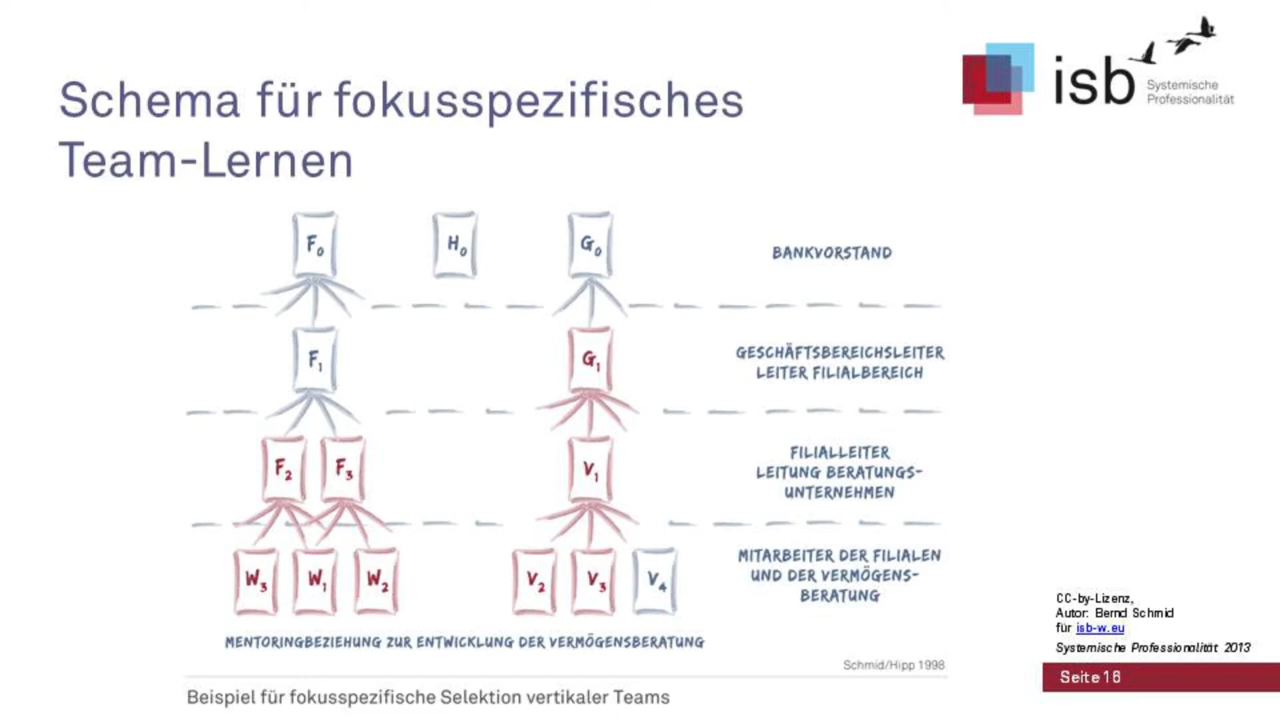 Schema für fokusspezifisches
Team-Lernen
isb
Systemische
Professionalität
F0
H0
G0
BANKVORSTAND
F1
G1
GESCHÄFTSBEREICHSLEITER
LEITER FILIALBEREICH
F2
F3
V1
FILIALLEITER
LEITUNG BERATUNGS-
UNTERNEHMEN
W3
W1
W2
V2
V3
V4
MITARBEITER DER FILIALEN
UND DER VERMÖGENS-
BERATUNG
MENTORINGBEZIEHUNG ZUR ENTWICKLUNG DER VERMÖGENSBERATUNG
Schmid/Hipp 1998
Beispiel für fokusspezifische Selektion vertikaler Teams
CC-by-Lizenz,
Autor: Bernd Schmid
für isb-w.eu
Systemische Professionalität 2013
Seite 16